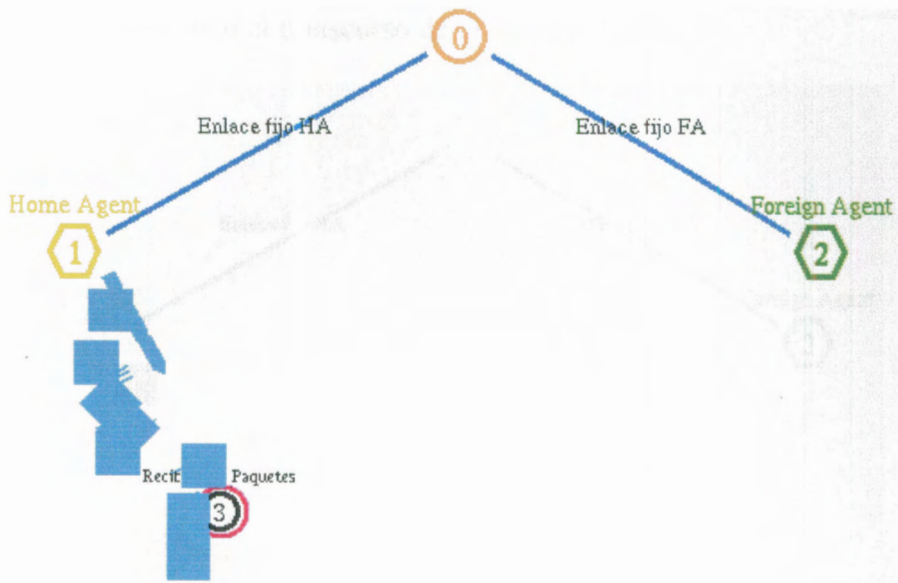 0
Enlace fijo HA
Enlace fijo FA
Home Agent
Foreign Agent
1
2
Paquetes
3